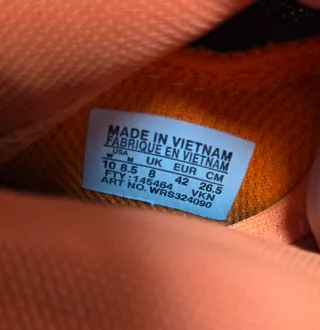 MADE IN VIETNAM
FABRIQUE EN VIETNAM
USA UK EUR CM
W M
10 8.5 8 42 26.5
FTY: 145464 VKN
ART NO. WRS324090